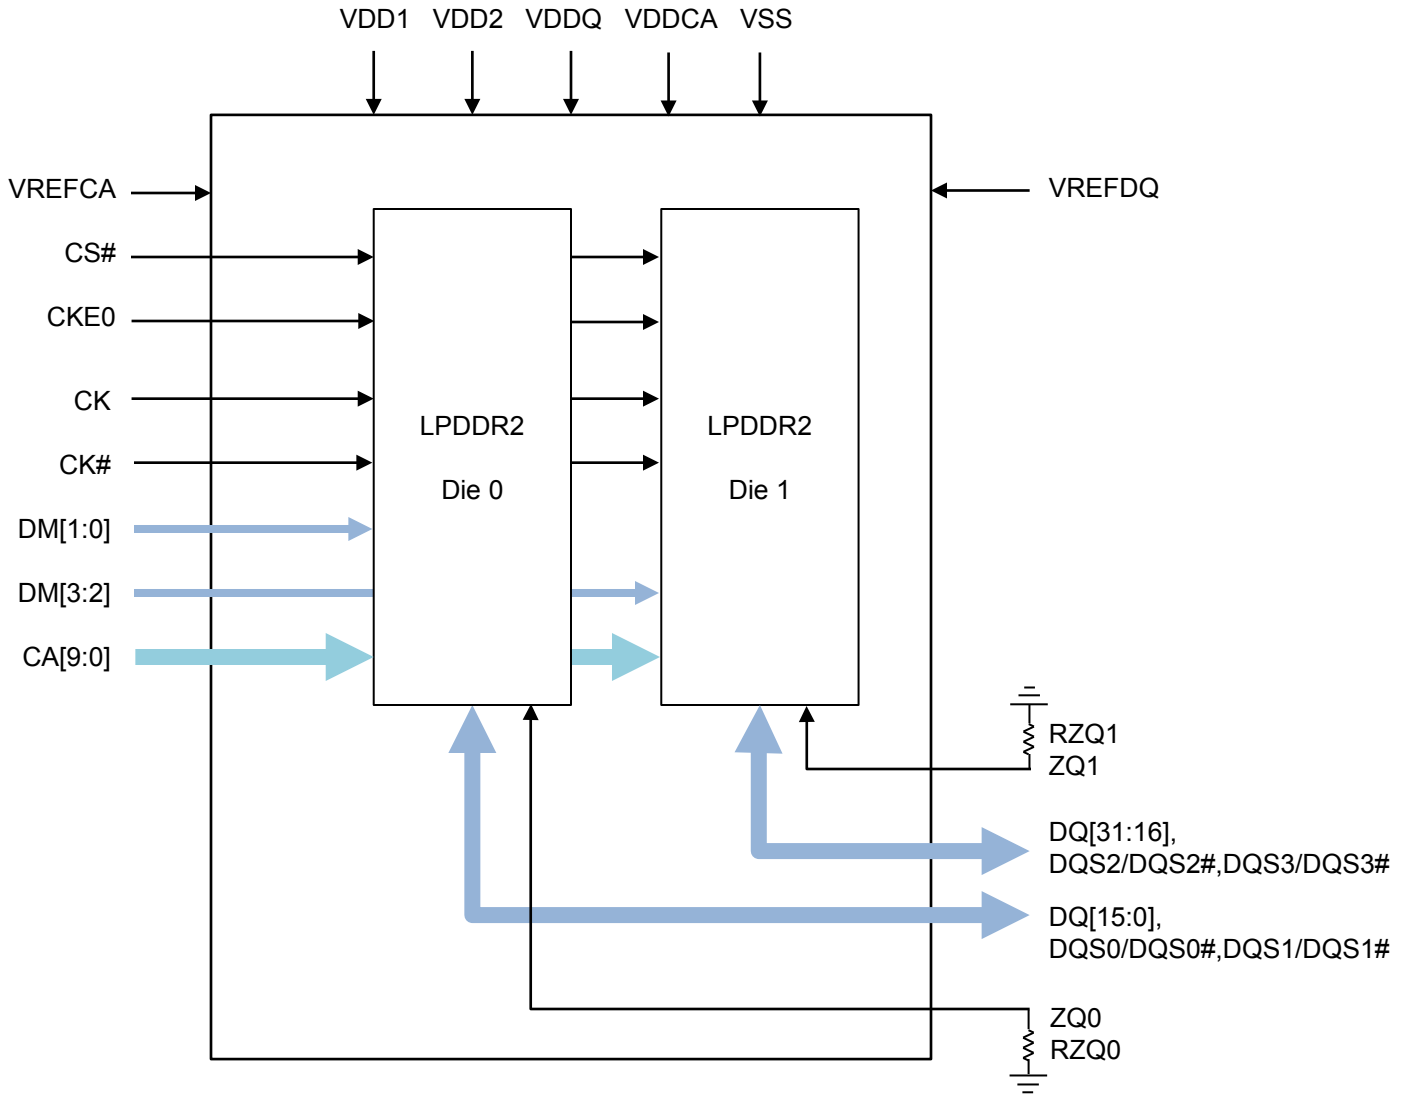 VDD1 VDD2 VDDQ VDDCA VSS
VREFCA
VREFDQ
CS#
CKE0
CK
CK#
DM[1:0]
DM[3:2]
CA[9:0]
LPDDR2
Die 0
LPDDR2
Die 1
RZQ1
ZQ1
DQ[31:16],
DQS2/DQS2#,DQS3/DQS3#
DQ[15:0],
DQS0/DQS0#,DQS1/DQS1#
ZQ0
RZQ0